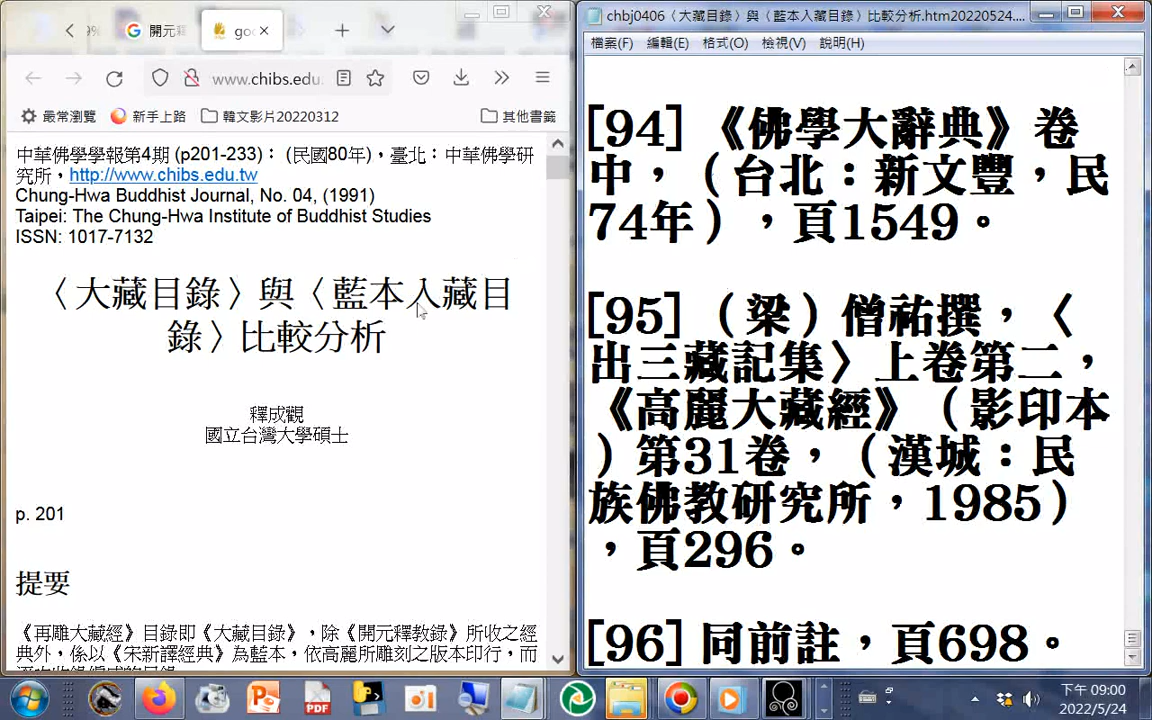 開元釋
goo
www.chibs.edu.
最常瀏覽
新手上路
韓文影片20220312
其他書籤
中華佛學學報第4期 (p201-233)： (民國80年)，臺北：中華佛學研
究所，http://www.chibs.edu.tw
Chung-Hwa Buddhist Journal, No. 04, (1991)
Taipei: The Chung-Hwa Institute of Buddhist Studies
ISSN: 1017-7132
〈大藏目錄〉與〈藍本入藏目
錄〉比較分析
釋成觀
國立台灣大學碩士
p. 201
提要
《再雕大藏經》目錄即《大藏目錄》，除《開元釋教錄》所收之經
典外，係以《宋新譯經典》為藍本，依高麗所雕刻之版本印行，而
chbj0406〈大藏目錄〉與〈藍本入藏目錄〉比較分析.htm20220524....
檔案(F) 編輯(E) 格式(O) 檢視(V) 說明(H)
[94] 《佛學大辭典》卷
中，（台北：新文豐，民
74年），頁1549。
[95] （梁）僧祐撰，〈
出三藏記集〉上卷第二，
《高麗大藏經》（影印本
）第31卷，（漢城：民
族佛教研究所，1985）
，頁296。
[96] 同前註，頁698。
PDF
下午 09:00
2022/5/24